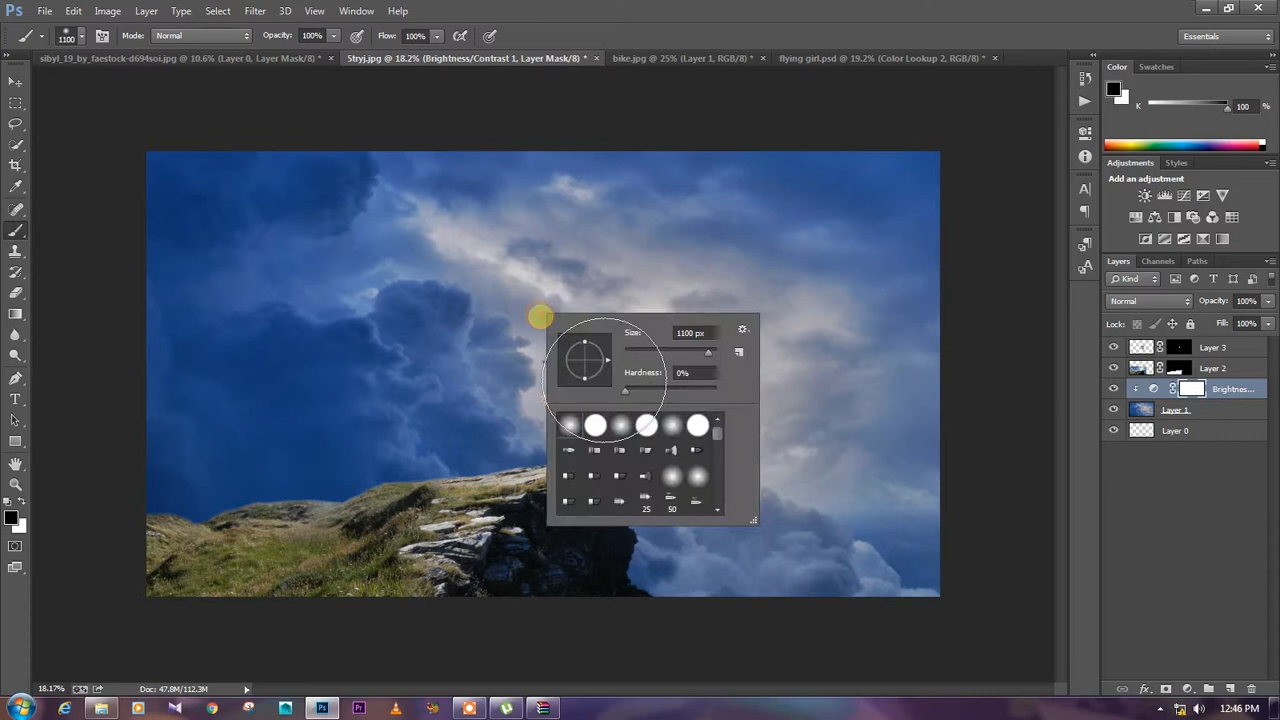 Ps File Edit Image Layer Type Select Filter 3D View Window Help
1100 Mode: Normal Opacity: 100% Flow: 100% Essentials
sibyl_19_by_faestock-d694soi.jpg @ 10.6% (Layer 0, Layer Mask/8) * × 5tryj.jpg @ 18.2% (Brightness/Contrast 1, Layer Mask/8) * × bike.jpg @ 25% (Layer 1, RGB/8) * × flying girl.psd @ 19.2% (Color Lookup 2, RGB/8) * ×
Color Swatches
K 100 %
Adjustments Styles
Add an adjustment
Layers Channels Paths
Kind
Normal Opacity: 100%
Lock: Fill: 100%
Layer 3
Layer 2
Brightnes...
Layer 1
Layer 0
Size: 1100 px
Hardness: 0%
25 50
18.17% Doc: 47.8M/112.3M
Ps Pr 12:46 PM